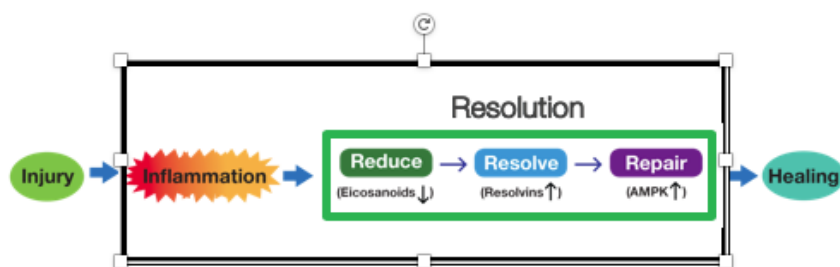 Resolution
Injury
Inflammation
Reduce
Resolve
Repair
Healing
(Eicosanoids↓)
(Resolvins↑)
(AMPK↑)